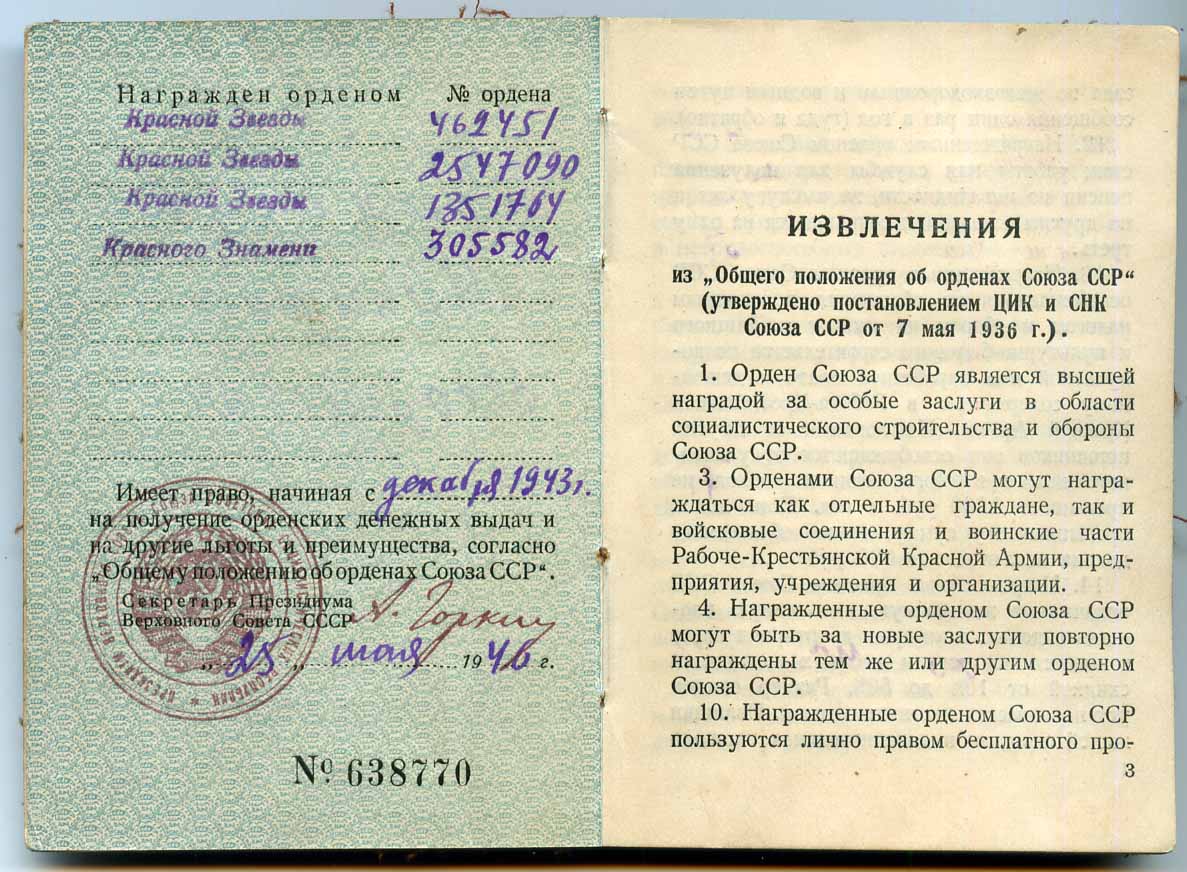 Награжден орденом № ордена
Красной Звезды 462451
Красной Звезды 2547090
Красной Звезды 1351764
Красного Знамени 305582
Имеет право, начиная с декабря 1943г.
на получение орденских денежных выдач и
на другие льготы и преимущества, согласно
„Общему положению об орденах Союза ССР“.
Секретарь Президиума
Верховного Совета СССР А. Горкин
„25„ мая 1946 г.
№ 638770
ИЗВЛЕЧЕНИЯ
из „Общего положения об орденах Союза ССР“
(утверждено постановлением ЦИК и СНК
Союза ССР от 7 мая 1936 г.).
1. Орден Союза ССР является высшей
наградой за особые заслуги в области
социалистического строительства и обороны
Союза ССР.
3. Орденами Союза ССР могут награ-
ждаться как отдельные граждане, так и
войсковые соединения и воинские части
Рабоче-Крестьянской Красной Армии, пред-
приятия, учреждения и организации.
4. Награжденные орденом Союза ССР
могут быть за новые заслуги повторно
награждены тем же или другим орденом
Союза ССР.
10. Награжденные орденом Союза ССР
пользуются лично правом бесплатного про-
3